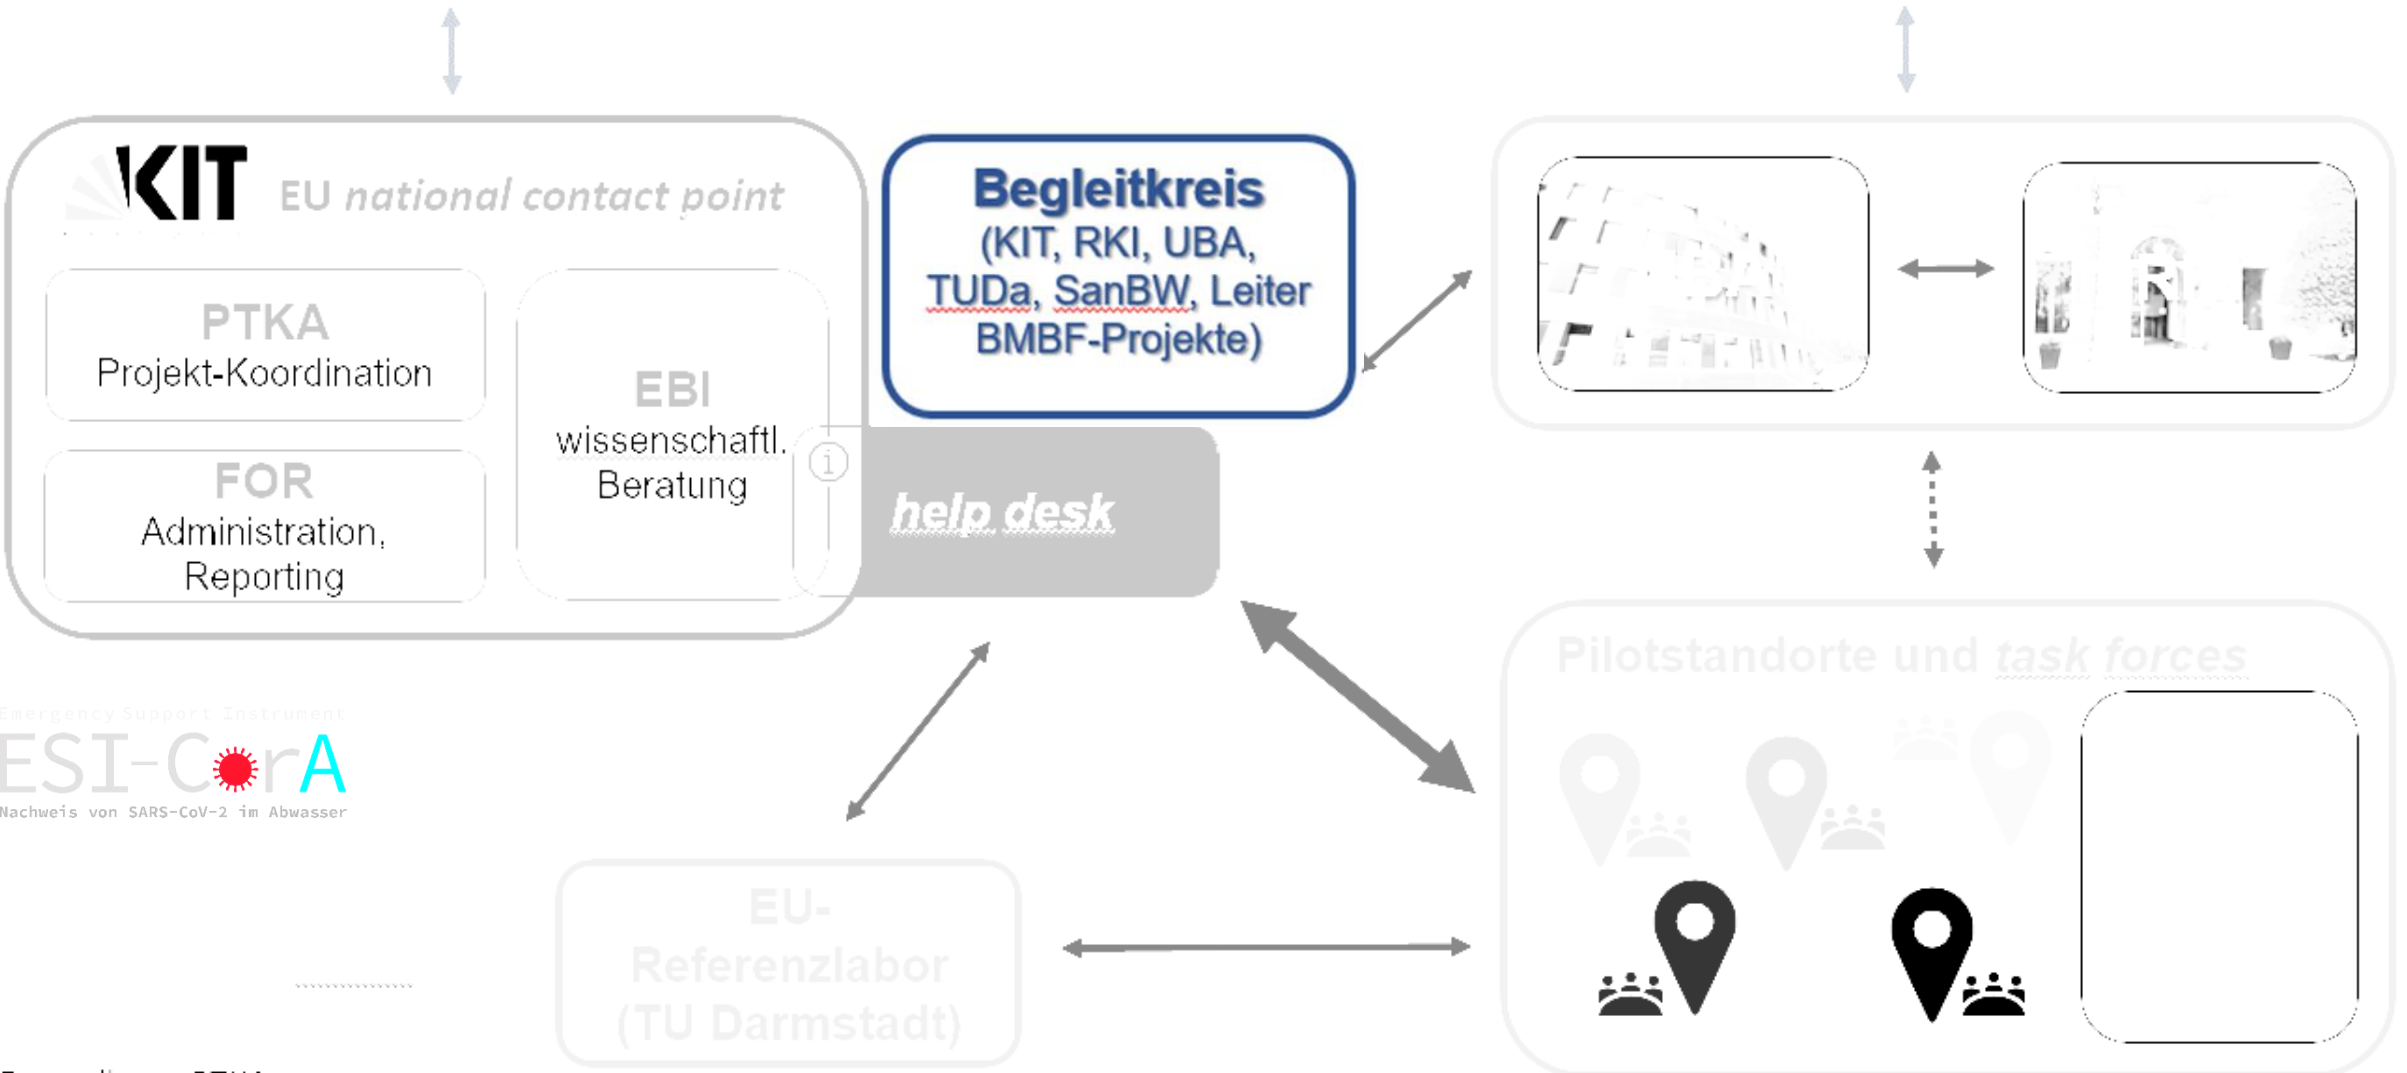 KIT EU national contact point
PTKA
Projekt-Koordination
FOR
Administration,
Reporting
EBI
wissenschaftl.
Beratung
i
help desk
Begleitkreis
(KIT, RKI, UBA,
TUDa, SanBW, Leiter
BMBF-Projekte)
R
Pilotstandorte und task forces
Emergency Support Instrument
ESI-CorA
Nachweis von SARS-CoV-2 im Abwasser
EU-
Referenzlabor
(TU Darmstadt)